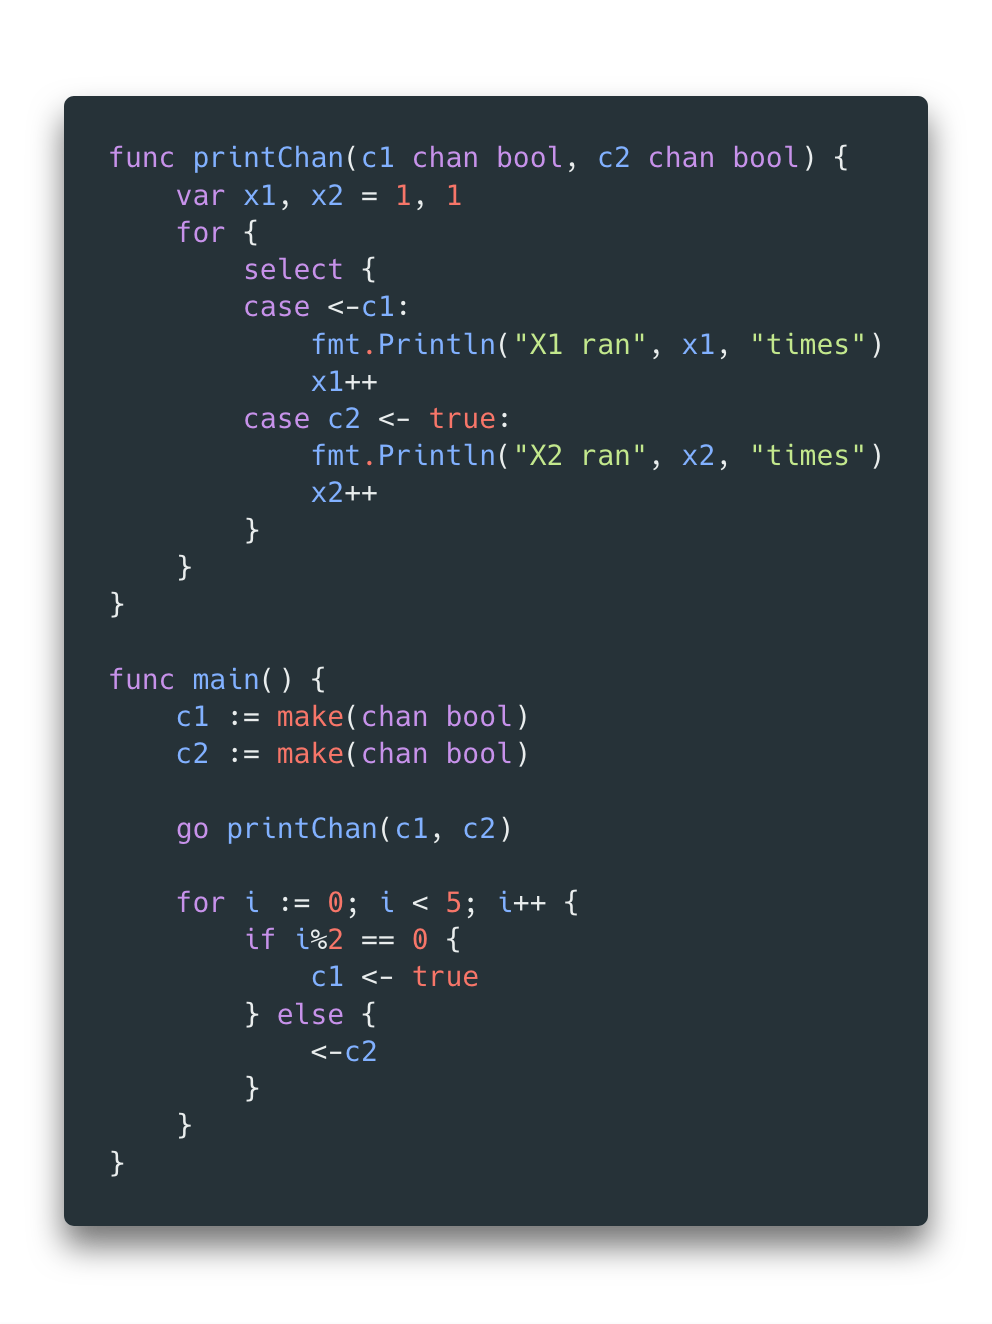 func printChan(c1 chan bool, c2 chan bool) {
    var x1, x2 = 1, 1
    for {
        select {
        case <-c1:
            fmt.Println("X1 ran", x1, "times")
            x1++
        case c2 <- true:
            fmt.Println("X2 ran", x2, "times")
            x2++
        }
    }
}

func main() {
    c1 := make(chan bool)
    c2 := make(chan bool)

    go printChan(c1, c2)

    for i := 0; i < 5; i++ {
        if i%2 == 0 {
            c1 <- true
        } else {
            <-c2
        }
    }
}